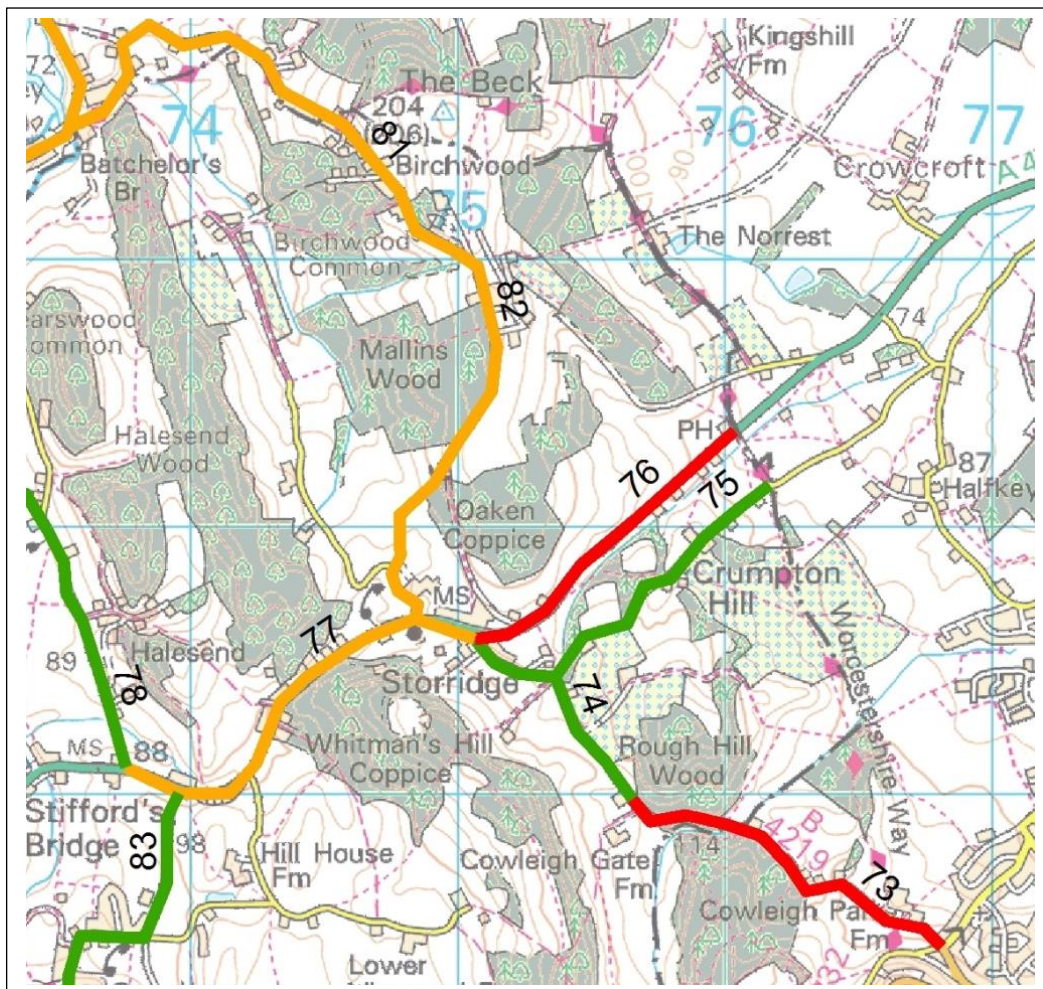 Kingshill
Fm
72
The Beck
74
204
76
77
81
Batchelor's
Br
Birchwood
75
Crowcroft
A4
90
Birchwood
Common
The Norrest
82
74
Mallins
Wood
Common
PH
Halesend
Wood
76
75
87
Halfkey
Oaken
Coppice
MS
Crumpton
Hill
77
89
Halesend
78
Storridge
74
Worcestershire Way
MS
88
Whitman's Hill
Coppice
Rough Hill
Wood
Stifford's
Bridge
83
93
Hill House
Fm
Cowleigh Gate
Fm
114
B
4219
73
Cowleigh Park
Fm
Lower